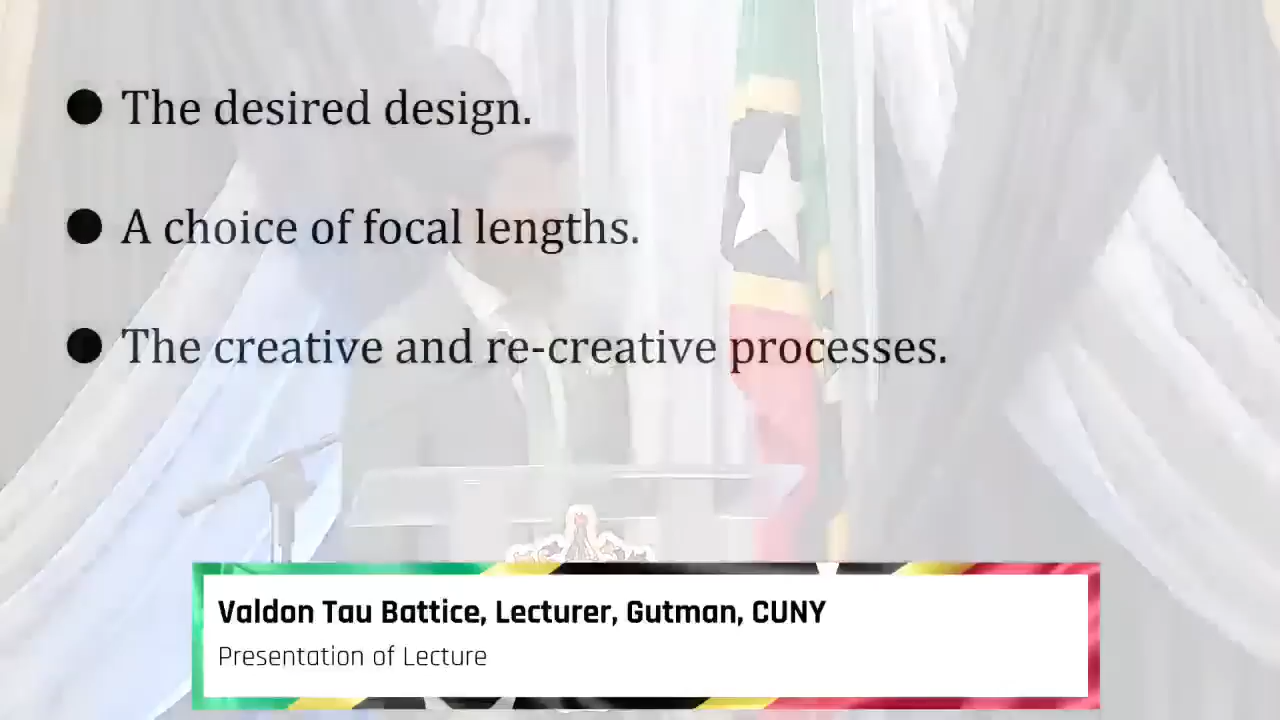 ● The desired design.
● A choice of focal lengths.
● The creative and re-creative processes.
Valdon Tau Battice, Lecturer, Gutman, CUNY
Presentation of Lecture